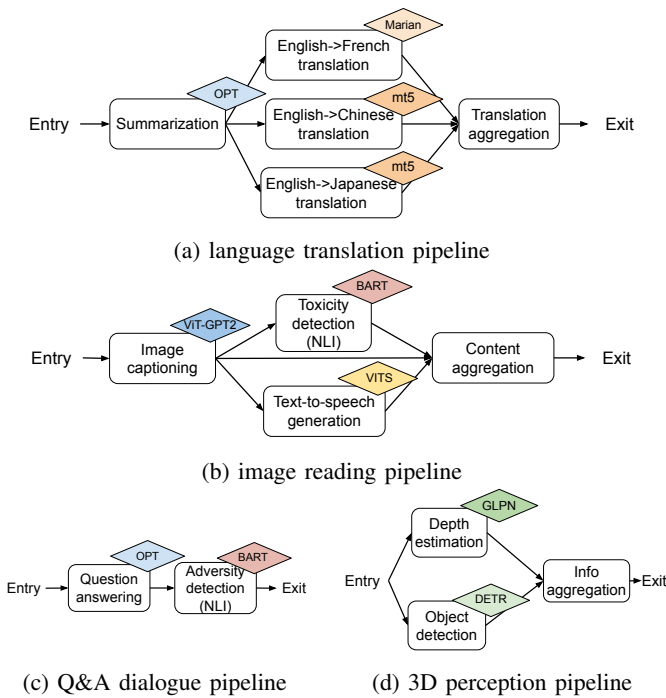 Marian
English->French
translation
OPT
mt5
Entry
Summarization
English->Chinese
translation
Translation
aggregation
Exit
mt5
English->Japanese
translation
(a) language translation pipeline
BART
ViT-GPT2
Toxicity
detection
(NLI)
Entry
Image
captioning
Content
aggregation
Exit
VITS
Text-to-speech
generation
(b) image reading pipeline
OPT
BART
Entry
Question
answering
Adversity
detection
(NLI)
Exit
(c) Q&A dialogue pipeline
GLPN
Depth
estimation
Entry
Info
aggregation
Exit
DETR
Object
detection
(d) 3D perception pipeline